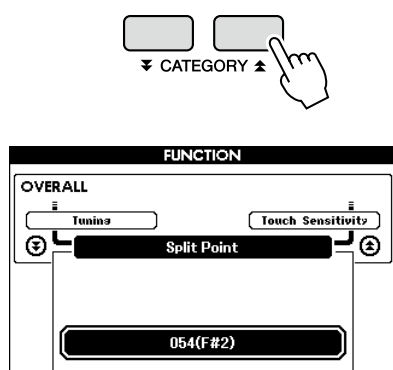 CATEGORY
FUNCTION
OVERALL
Tuning Touch Sensitivity
Split Point
054(F#2)